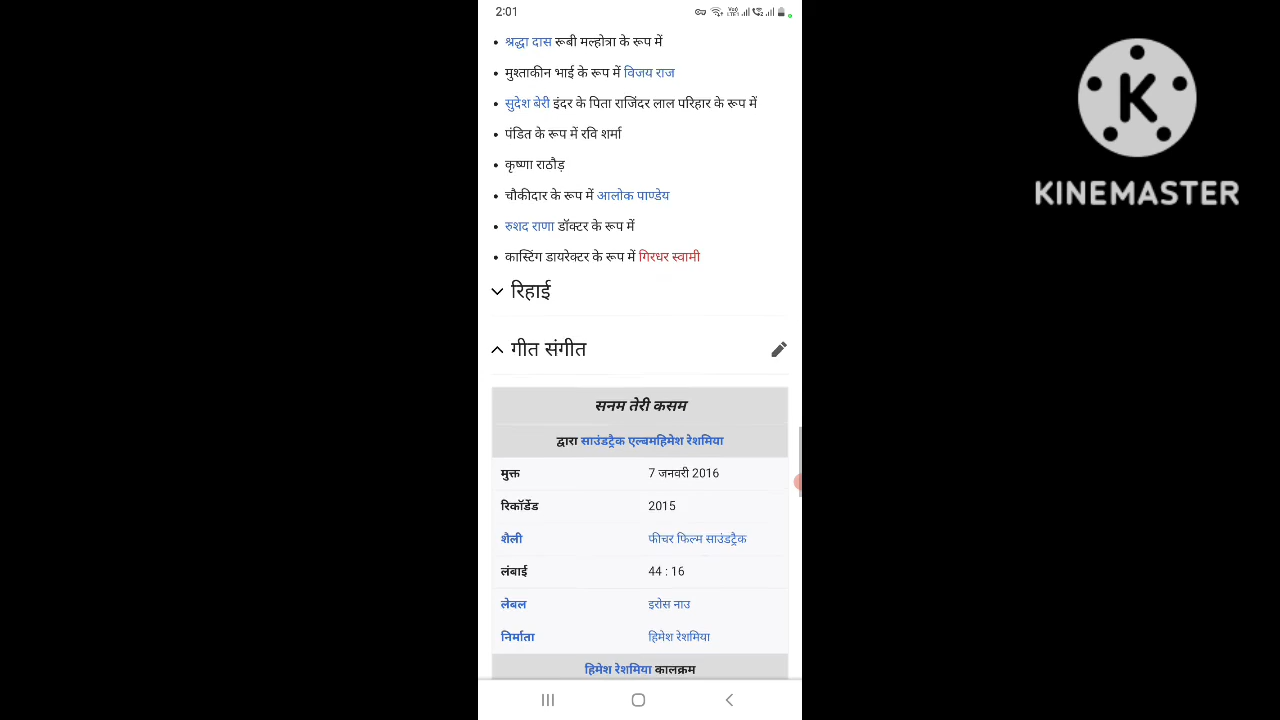 2:01
श्रद्धा दास रूबी मल्होत्रा के रूप में
मुश्ताकीन भाई के रूप में विजय राज
सुदेश बेरी इंदर के पिता राजिंदर लाल परिहार के रूप में
पंडित के रूप में रवि शर्मा
कृष्णा राठौड़
चौकीदार के रूप में आलोक पाण्डेय
रुशद राणा डॉक्टर के रूप में
कास्टिंग डायरेक्टर के रूप में गिरधर स्वामी
रिहाई
गीत संगीत
सनम तेरी कसम
द्वारा साउंडट्रैक एल्बमहिमेश रेशमिया
मुक्त 7 जनवरी 2016
रिकॉर्डेड 2015
शैली फीचर फिल्म साउंडट्रैक
लंबाई 44 : 16
लेबल इरोस नाउ
निर्माता हिमेश रेशमिया
हिमेश रेशमिया कालक्रम
K
KINEMASTER